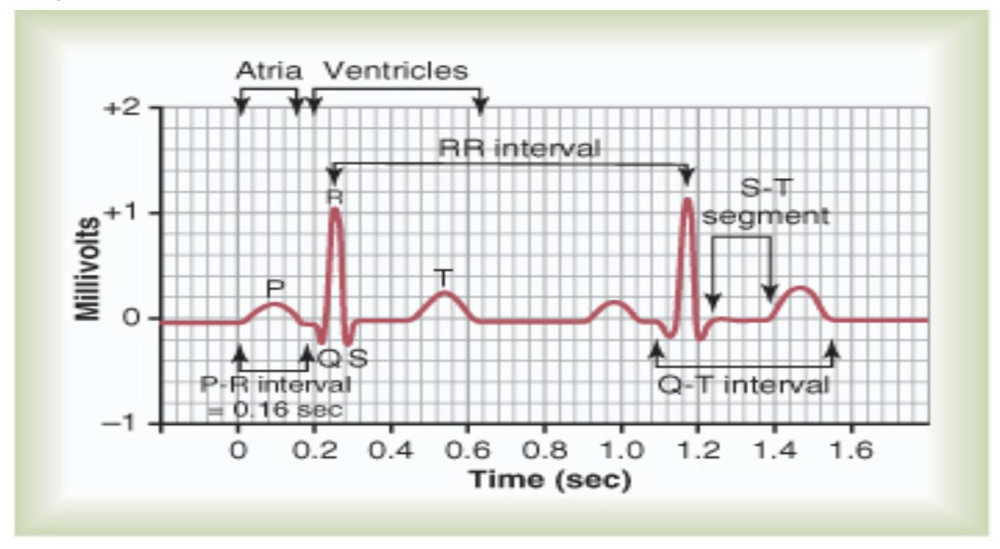 Atria Ventricles
+2
RR interval
R
S-T
segment
+1
Millivolts
P
T
0
Q S
P-R interval
= 0.16 sec
Q-T interval
–1
0 0.2 0.4 0.6 0.8 1.0 1.2 1.4 1.6
Time (sec)